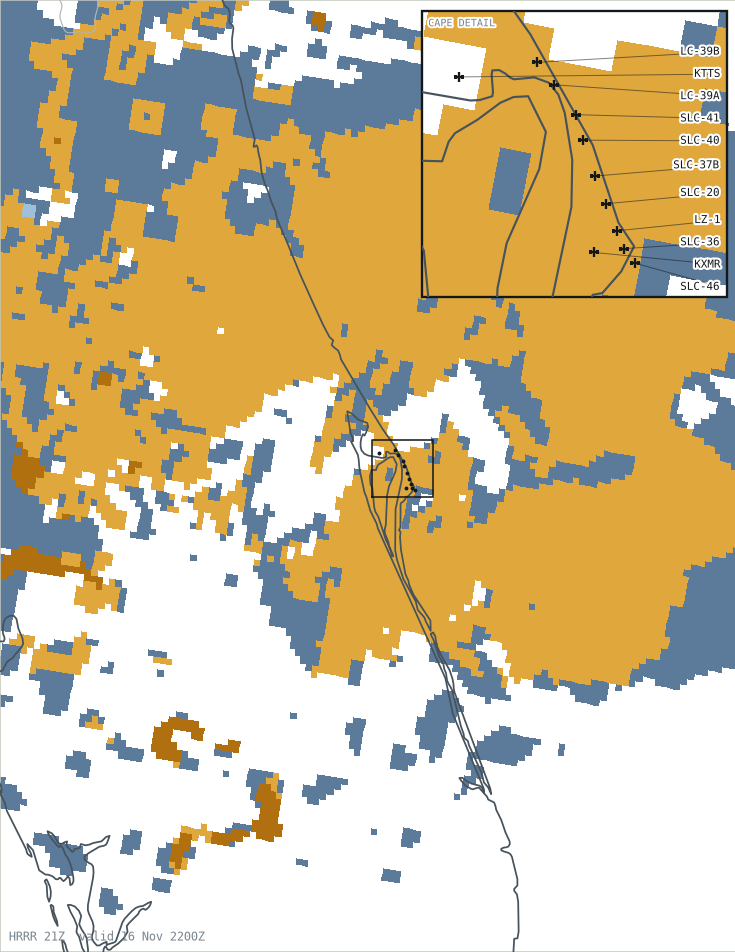 CAPE DETAIL
LC-39B
KTTS
LC-39A
SLC-41
SLC-40
SLC-37B
SLC-20
LZ-1
SLC-36
KXMR
SLC-46
HRRR 21Z valid 16 Nov 2200Z